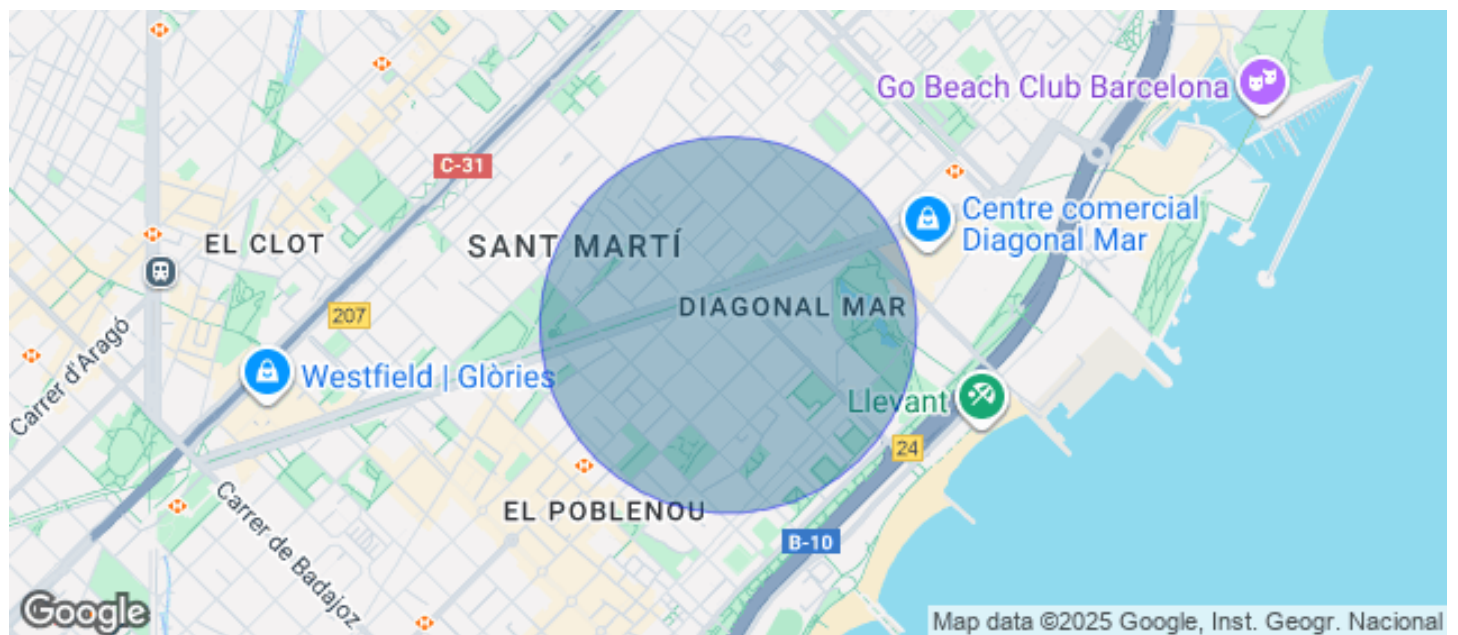 Go Beach Club Barcelona
C-31
Centre comercial
Diagonal Mar
EL CLOT
SANT MARTÍ
DIAGONAL MAR
207
Carrer d'Aragó
Westfield | Glòries
Llevant
24
EL POBLENOU
B-10
Carrer de Badajoz
Google
Map data ©2025 Google, Inst. Geogr. Nacional